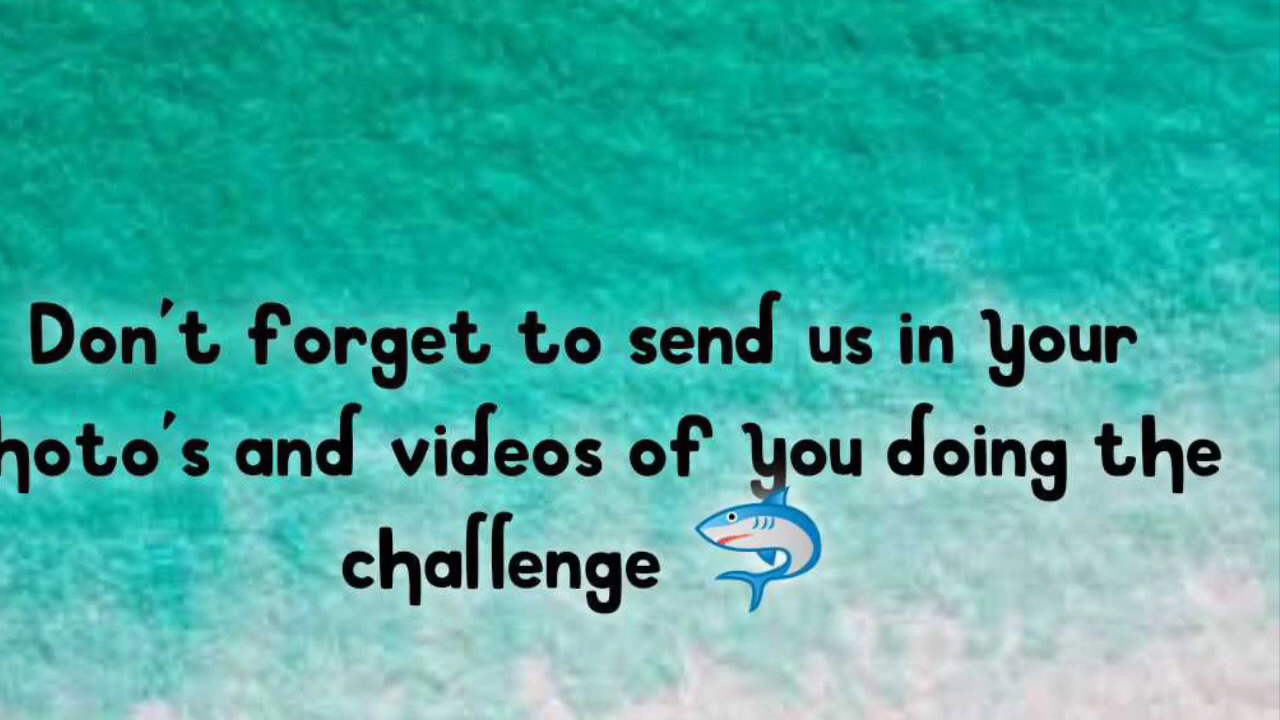 Don't forget to send us in your
hoto's and videos of you doing the
challenge 🦈